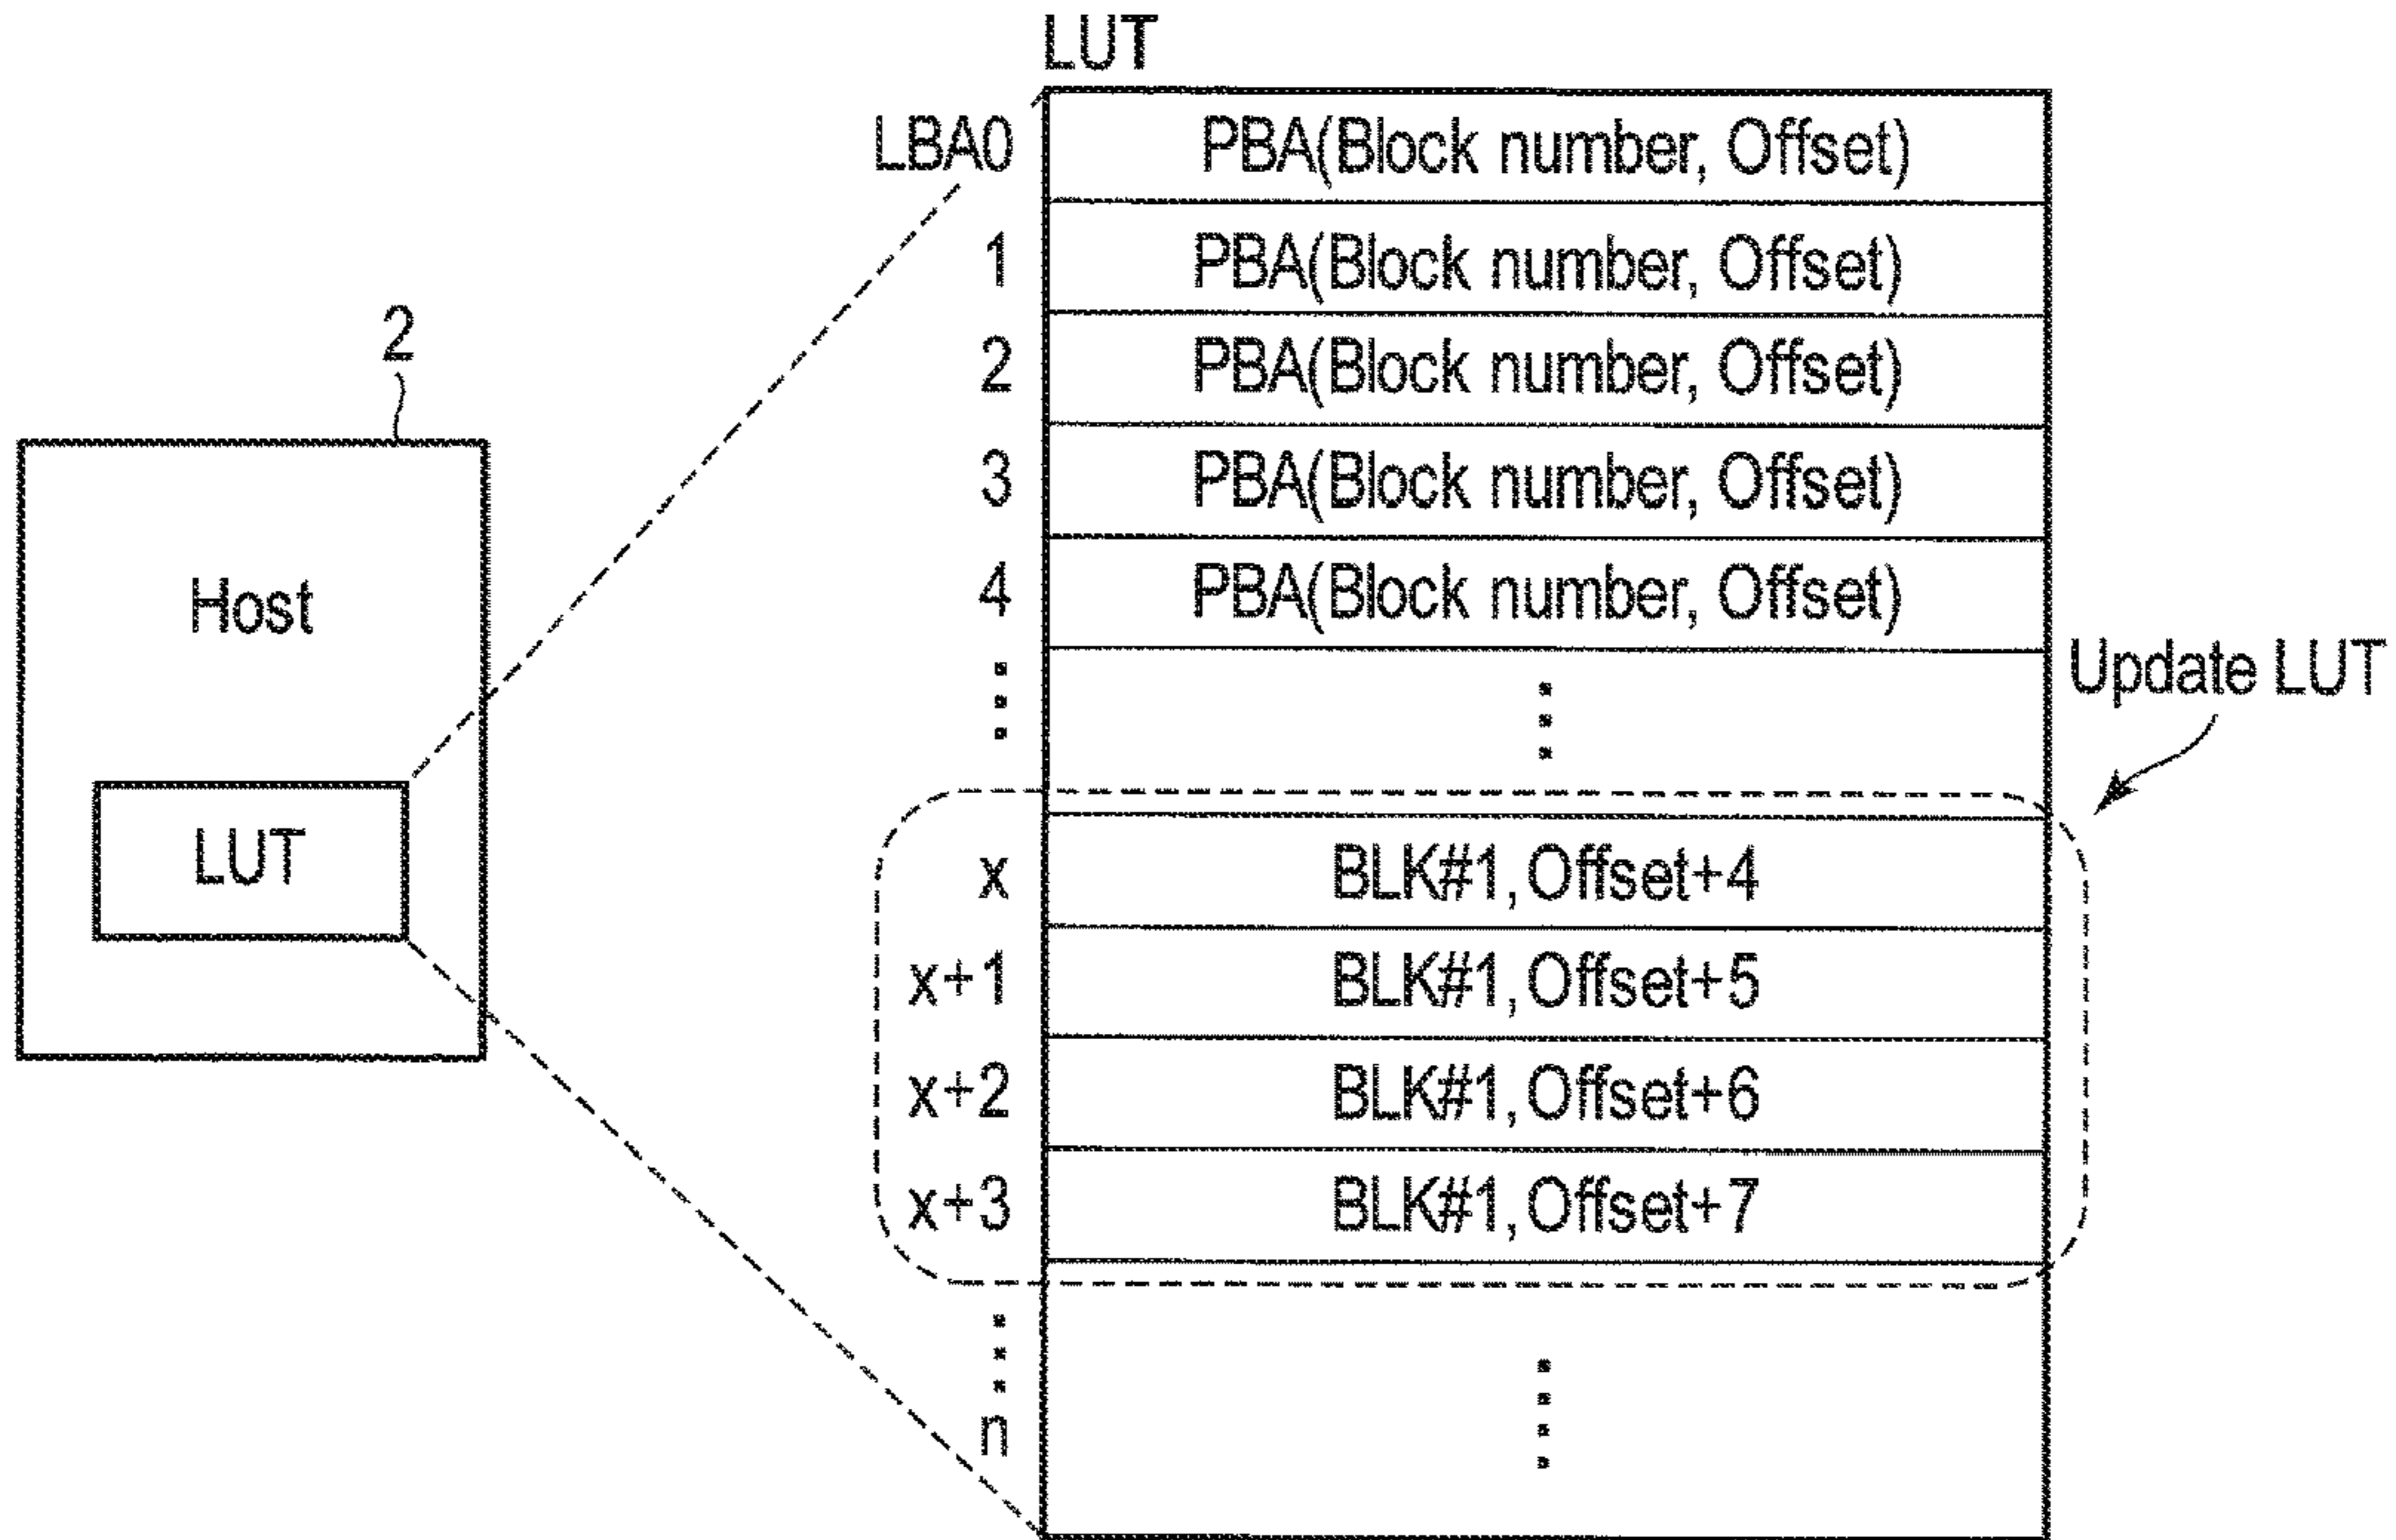 LUT
LBA0 PBA(Block number, Offset)
1 PBA(Block number, Offset)
2 PBA(Block number, Offset)
3 PBA(Block number, Offset)
4 PBA(Block number, Offset)
2
Host
LUT
Update LUT
x BLK#1, Offset+4
x+1 BLK#1, Offset+5
x+2 BLK#1, Offset+6
x+3 BLK#1, Offset+7
n